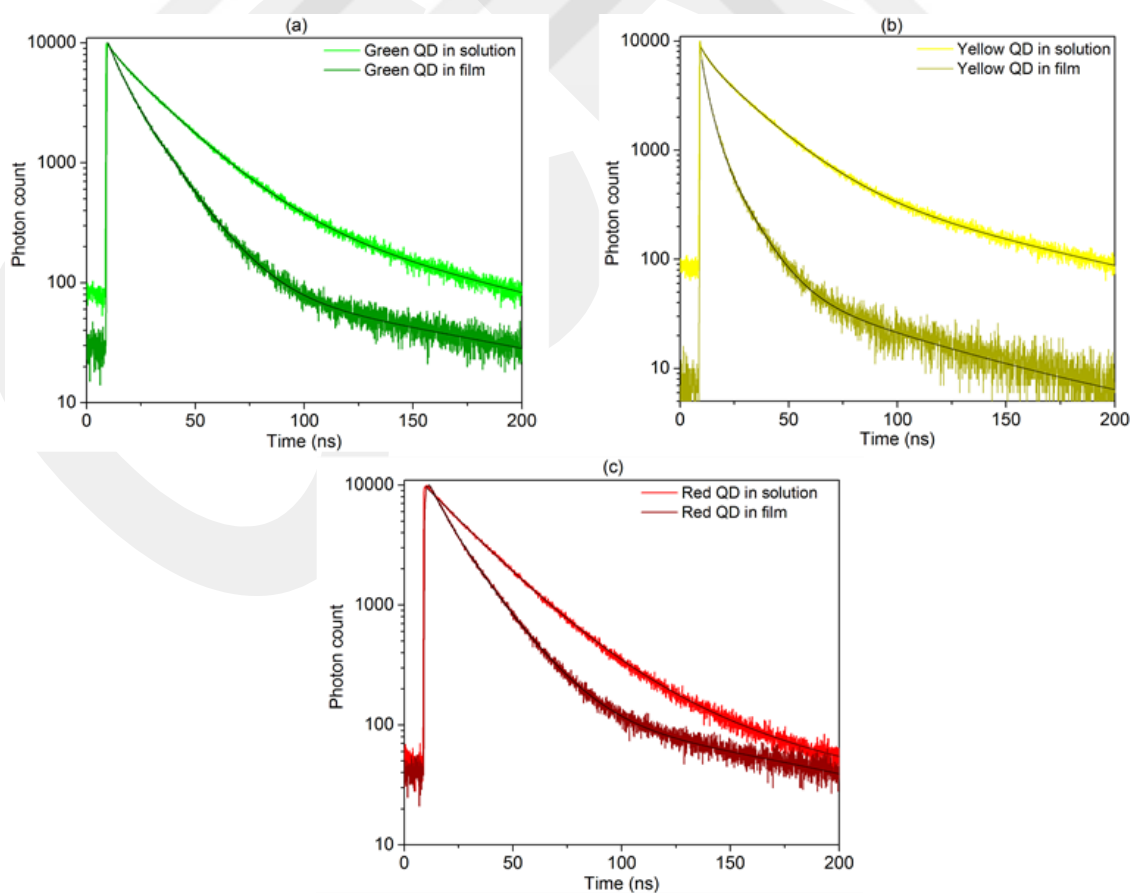 (a)
10000
1000
100
10
Photon count
Green QD in solution
Green QD in film
0
50
100
150
200
Time (ns)
(b)
10000
1000
100
10
Photon count
Yellow QD in solution
Yellow QD in film
0
50
100
150
200
Time (ns)
(c)
10000
1000
100
10
Photon count
Red QD in solution
Red QD in film
0
50
100
150
200
Time (ns)